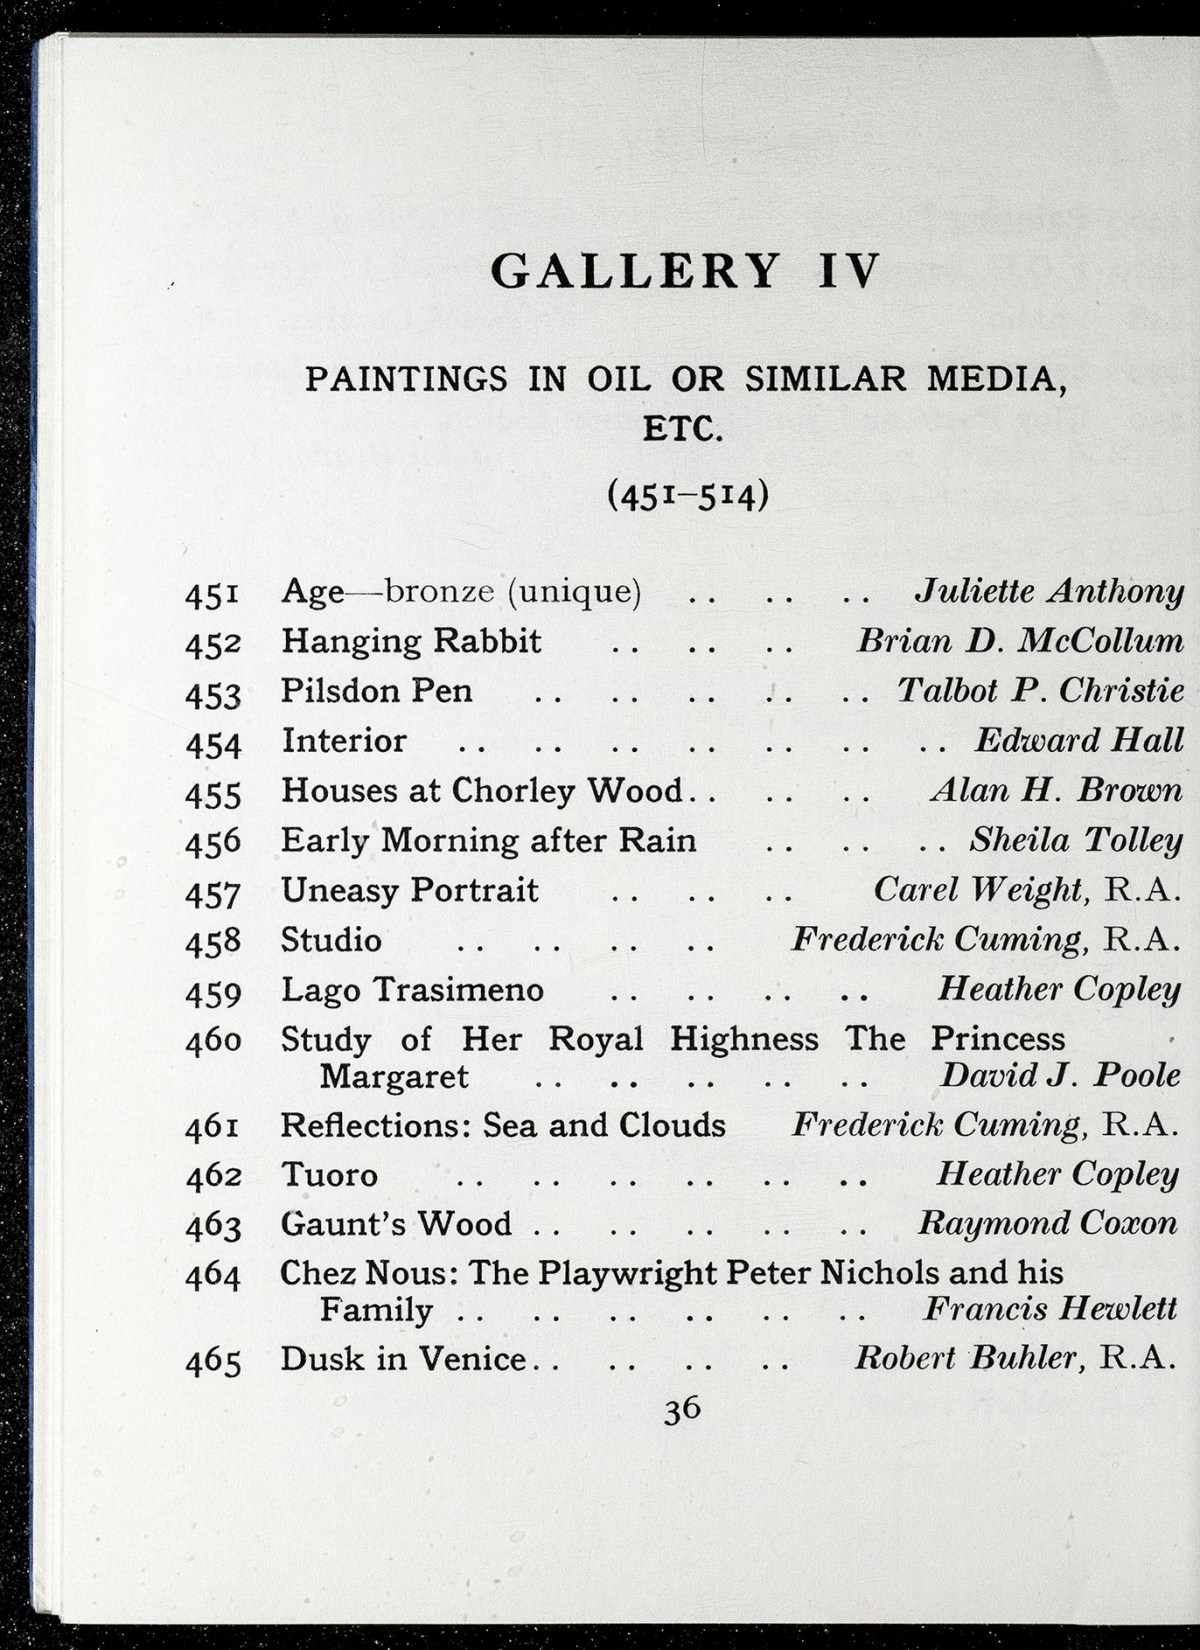 GALLERY IV
PAINTINGS IN OIL OR SIMILAR MEDIA,
ETC.
(451–514)
451 Age—bronze (unique) .. .. .. Juliette Anthony
452 Hanging Rabbit .. .. .. Brian D. McCollum
453 Pilsdon Pen .. .. .. .. .. Talbot P. Christie
454 Interior .. .. .. .. .. .. .. Edward Hall
455 Houses at Chorley Wood.. .. .. Alan H. Brown
456 Early Morning after Rain .. .. .. Sheila Tolley
457 Uneasy Portrait .. .. .. Carel Weight, R.A.
458 Studio .. .. .. .. Frederick Cuming, R.A.
459 Lago Trasimeno .. .. .. .. Heather Copley
460 Study of Her Royal Highness The Princess
Margaret .. .. .. .. .. David J. Poole
461 Reflections: Sea and Clouds Frederick Cuming, R.A.
462 Tuoro .. .. .. .. .. .. Heather Copley
463 Gaunt's Wood .. .. .. .. .. Raymond Coxon
464 Chez Nous: The Playwright Peter Nichols and his
Family .. .. .. .. .. .. Francis Hewlett
465 Dusk in Venice.. .. .. .. Robert Buhler, R.A.
36